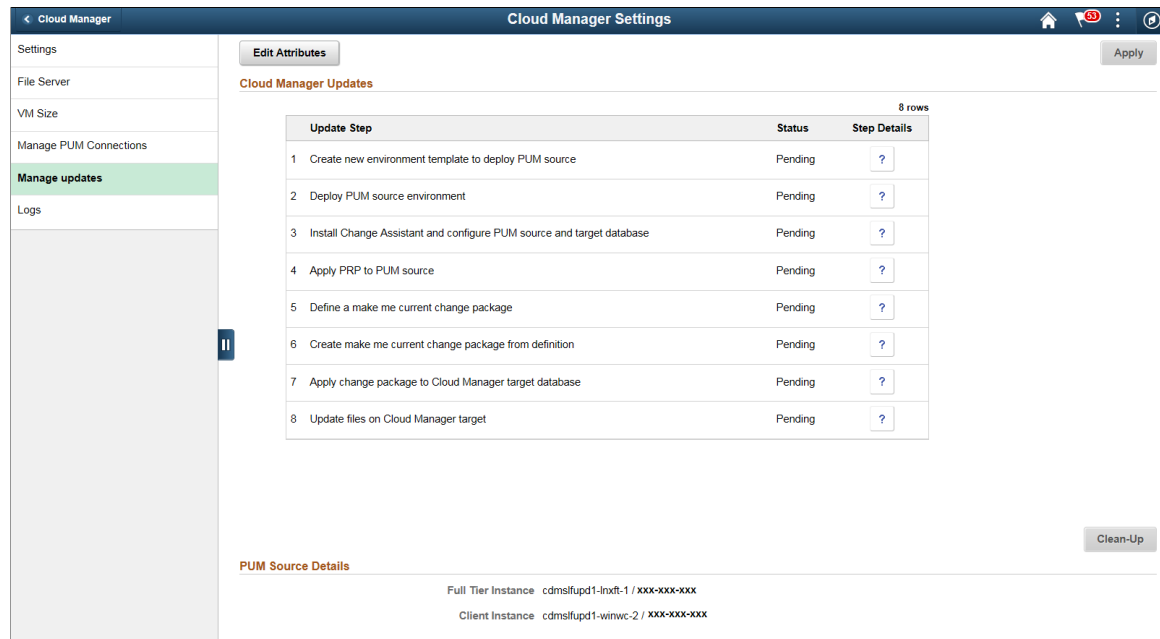 Cloud Manager
Cloud Manager Settings
53
Settings
File Server
VM Size
Manage PUM Connections
Manage updates
Logs
Edit Attributes
Apply
Cloud Manager Updates
8 rows
Update Step Status Step Details
1 Create new environment template to deploy PUM source Pending ?
2 Deploy PUM source environment Pending ?
3 Install Change Assistant and configure PUM source and target database Pending ?
4 Apply PRP to PUM source Pending ?
5 Define a make me current change package Pending ?
6 Create make me current change package from definition Pending ?
7 Apply change package to Cloud Manager target database Pending ?
8 Update files on Cloud Manager target Pending ?
Clean-Up
PUM Source Details
Full Tier Instance cdmslfupd1-lnxft-1 / xxx-xxx-xxx
Client Instance cdmslfupd1-winwc-2 / xxx-xxx-xxx